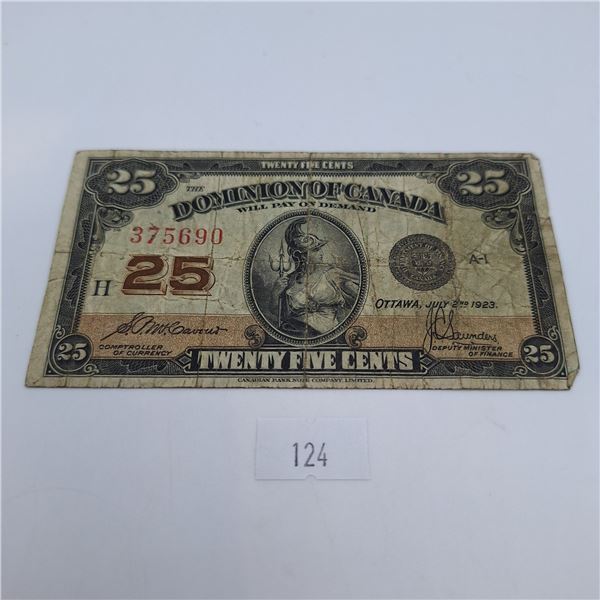 TWENTY FIVE CENTS
25 25
THE
DOMINION OF CANADA
WILL PAY ON DEMAND
375690
H 25
A-1
OTTAWA, JULY 2ND 1923.
COMPTROLLER OF CURRENCY
J.C. Saunders
DEPUTY MINISTER OF FINANCE
25 TWENTY FIVE CENTS 25
CANADIAN BANK NOTE COMPANY, LIMITED.
124